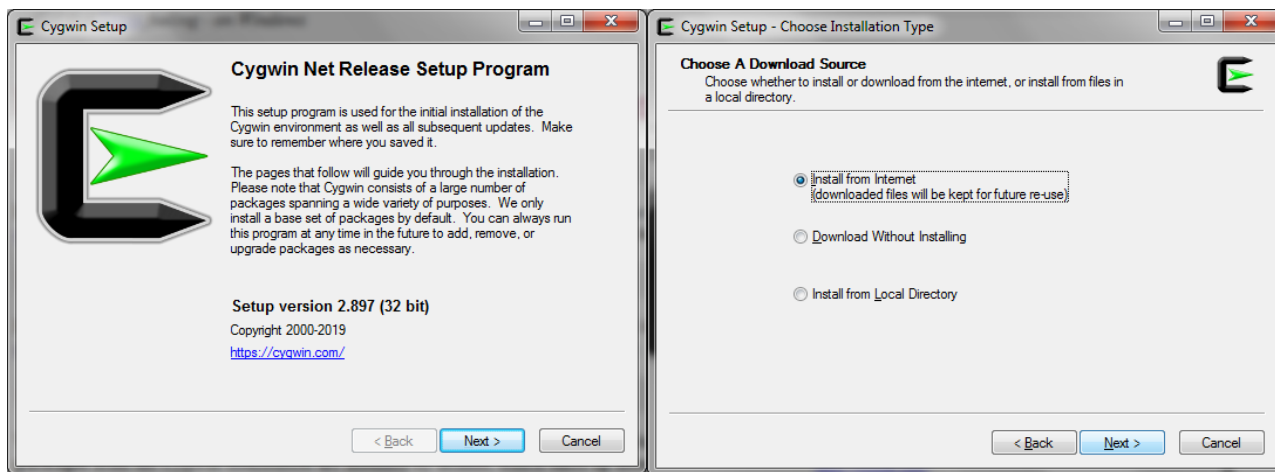 Cygwin Setup
Cygwin Net Release Setup Program
This setup program is used for the initial installation of the
Cygwin environment as well as all subsequent updates. Make
sure to remember where you saved it.
The pages that follow will guide you through the installation.
Please note that Cygwin consists of a large number of
packages spanning a wide variety of purposes. We only
install a base set of packages by default. You can always run
this program at any time in the future to add, remove, or
upgrade packages as necessary.
Setup version 2.897 (32 bit)
Copyright 2000-2019
https://cygwin.com/
< Back
Next >
Cancel
Cygwin Setup - Choose Installation Type
Choose A Download Source
Choose whether to install or download from the internet, or install from files in
a local directory.
Install from Internet
(downloaded files will be kept for future re-use)
Download Without Installing
Install from Local Directory
< Back
Next >
Cancel